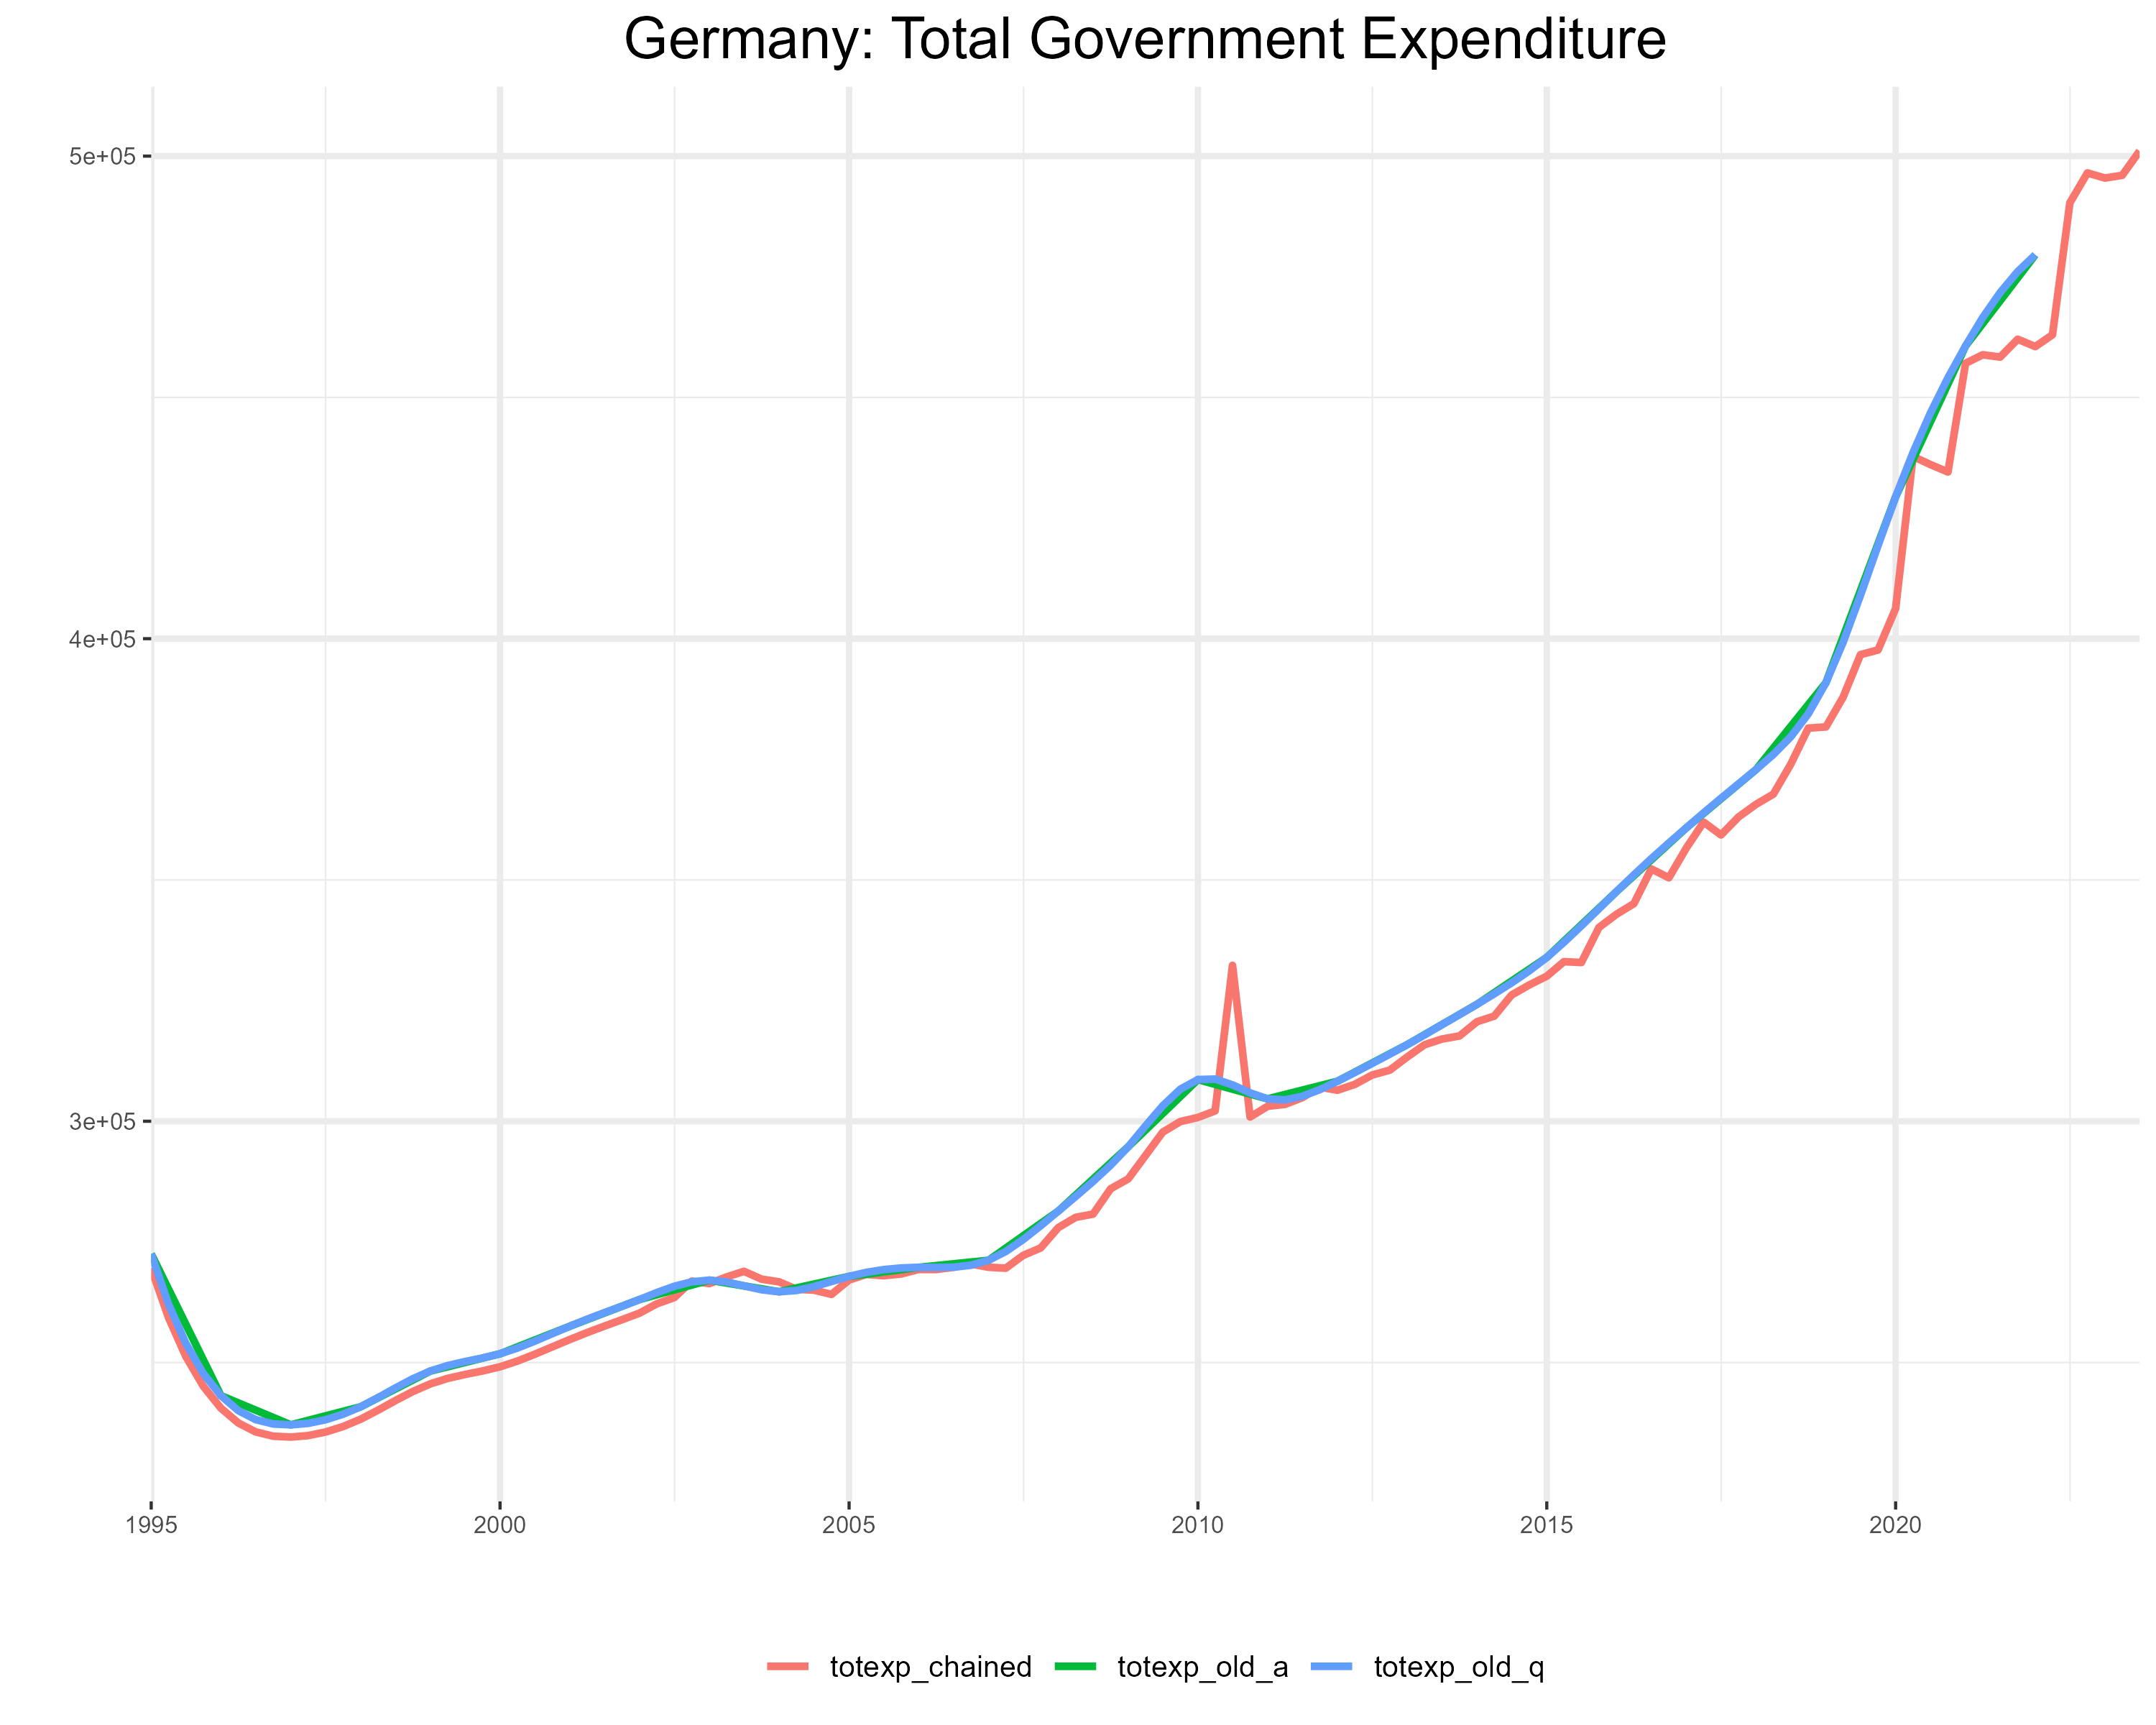 Germany: Total Government Expenditure
5e+05
4e+05
3e+05
1995 2000 2005 2010 2015 2020
totexp_chained totexp_old_a totexp_old_q